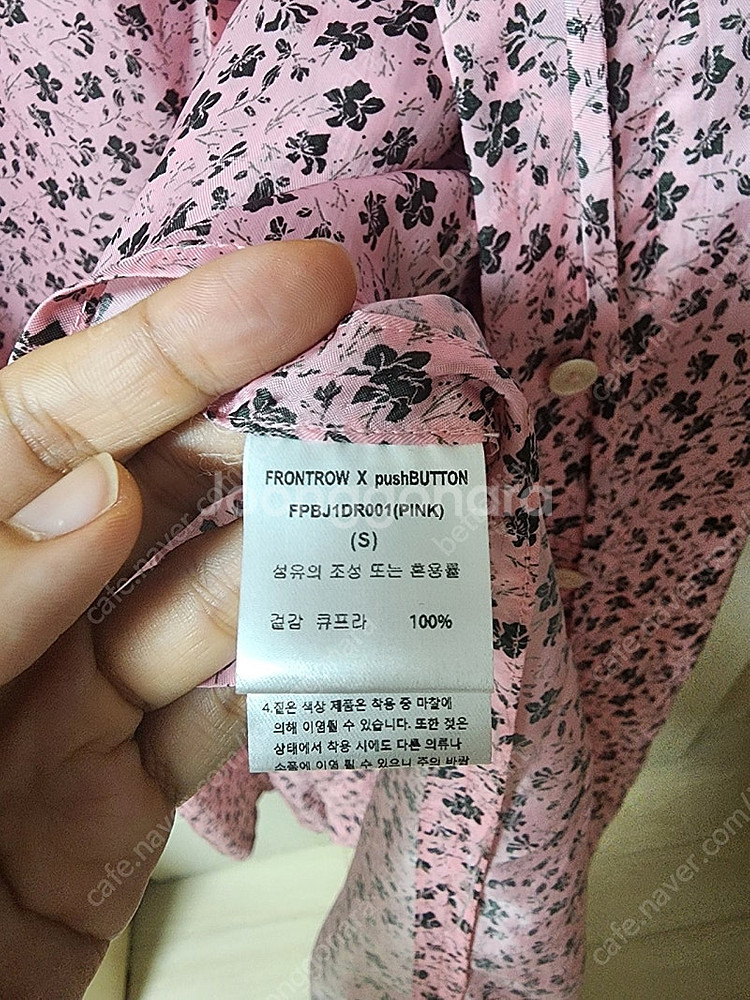 FRONTROW X pushBUTTON
FPBJ1DR001(PINK)
(S)
섬유의 조성 또는 혼용률
겉감 큐프라 100%
4.짙은 색상 제품은 착용 중 마찰에
의해 이염될 수 있습니다. 또한 젖은
상태에서 착용 시에도 다른 의류나
소품에 이염 될 수 있으니 주의 바람
Joonggonara
cafe.naver.com